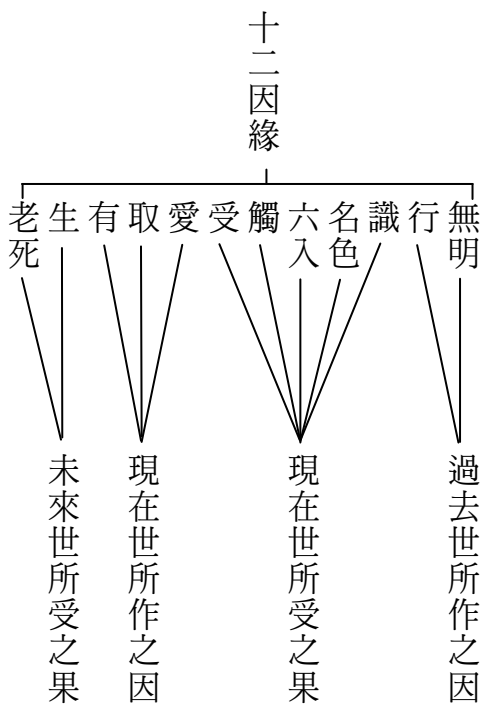 十二因緣
無明
行
識
名色
六入
觸
受
愛
取
有
生
老死
過去世所作之因
現在世所受之果
現在世所作之因
未來世所受之果